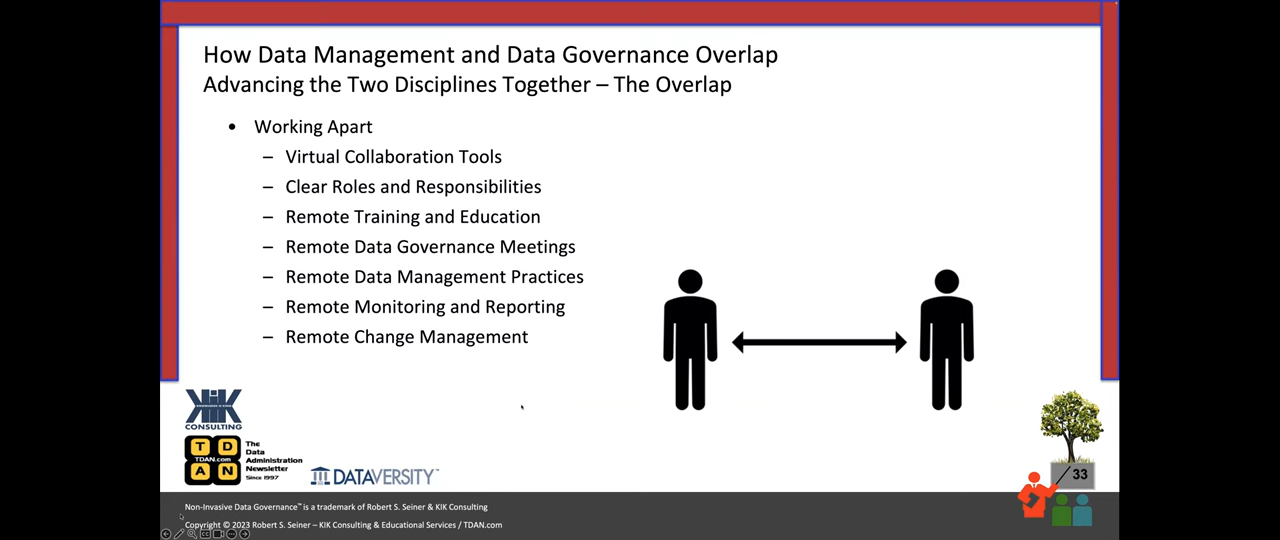 How Data Management and Data Governance Overlap
Advancing the Two Disciplines Together – The Overlap
• Working Apart
– Virtual Collaboration Tools
– Clear Roles and Responsibilities
– Remote Training and Education
– Remote Data Governance Meetings
– Remote Data Management Practices
– Remote Monitoring and Reporting
– Remote Change Management
KIK
CONSULTING
T D
TDAN.com
A N
The
Data
Administration
Newsletter
Since 1997
DATAVERSITY™
/ 33
Non-Invasive Data Governance™ is a trademark of Robert S. Seiner & KIK Consulting
Copyright © 2023 Robert S. Seiner – KIK Consulting & Educational Services / TDAN.com